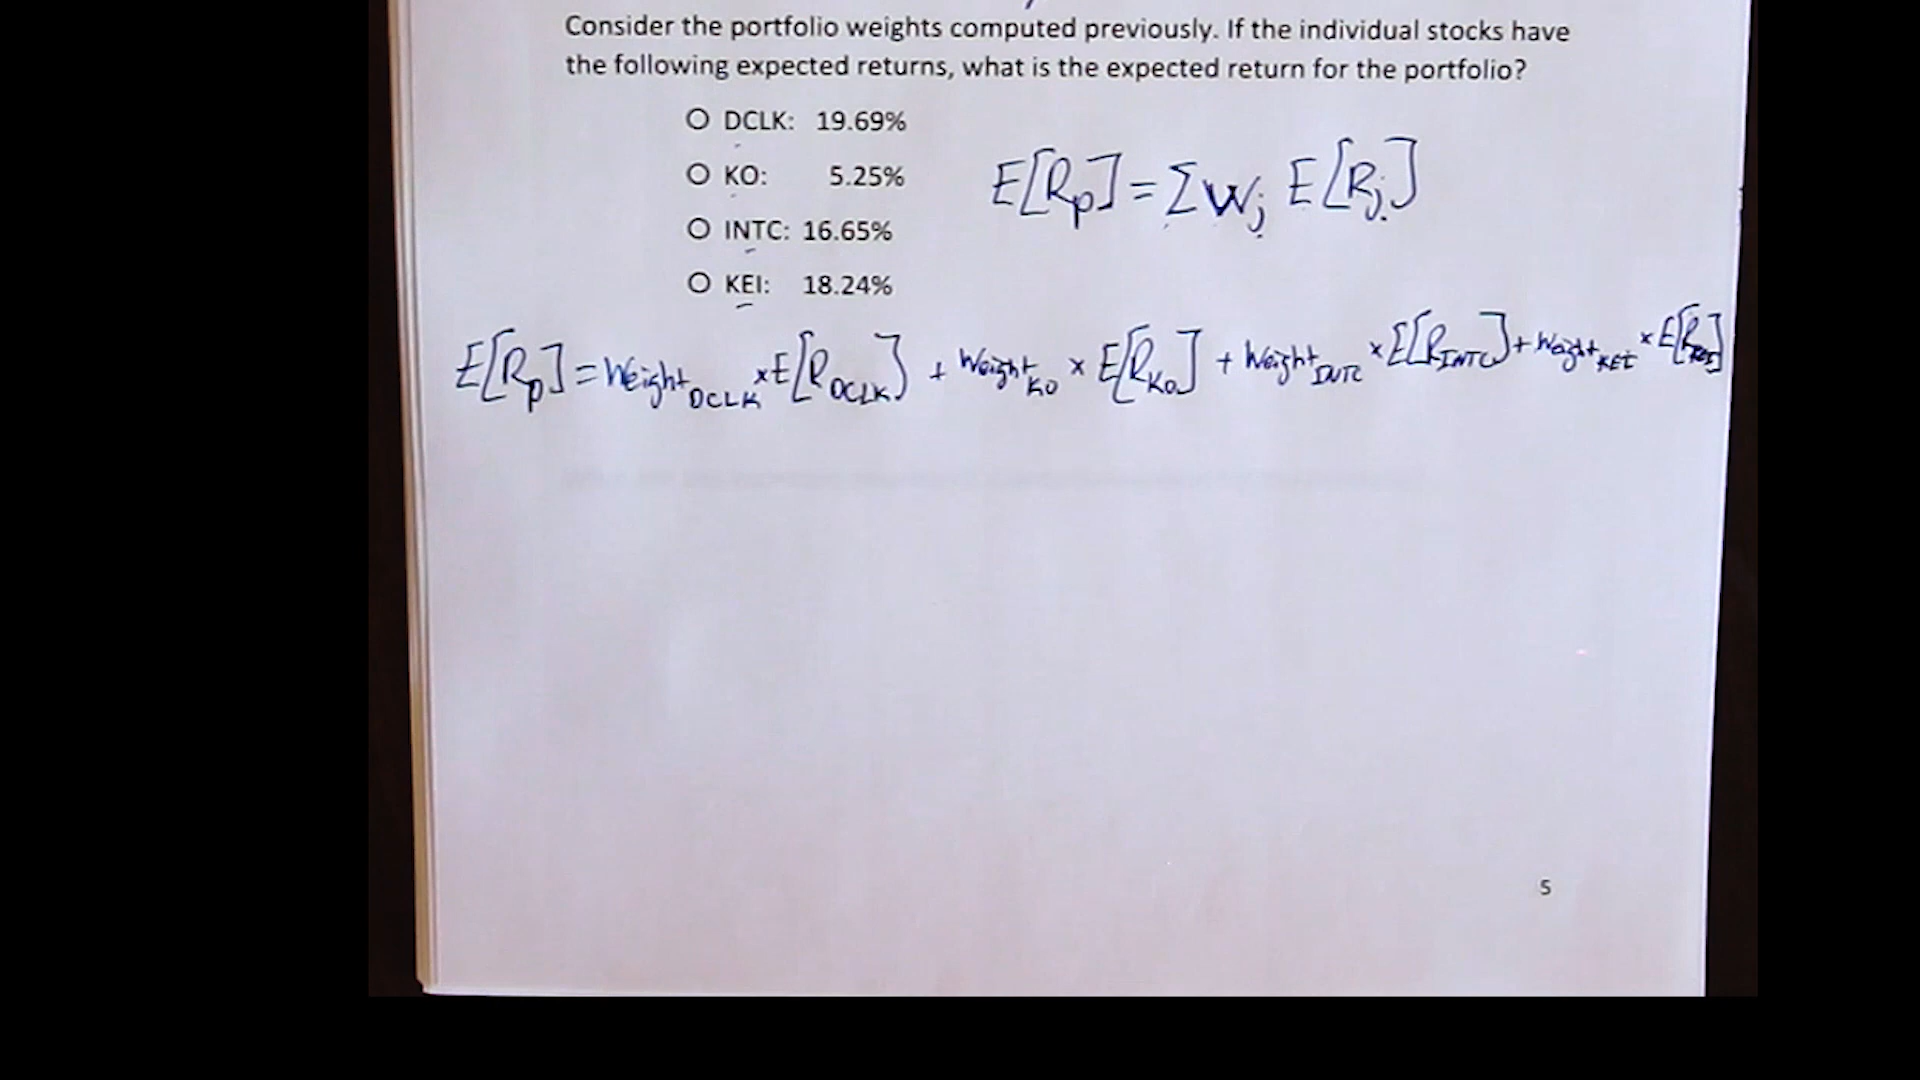 Consider the portfolio weights computed previously. If the individual stocks have
the following expected returns, what is the expected return for the portfolio?
O DCLK: 19.69%
O KO: 5.25%
O INTC: 16.65%
O KEI: 18.24%
E[Rp] = Σ Wj E[Rj]
E[Rp] = Weight DCLK × E[R DCLK] + Weight KO × E[R KO] + Weight INTC × E[R INTC] + Weight KEI × E[R KEI]
5